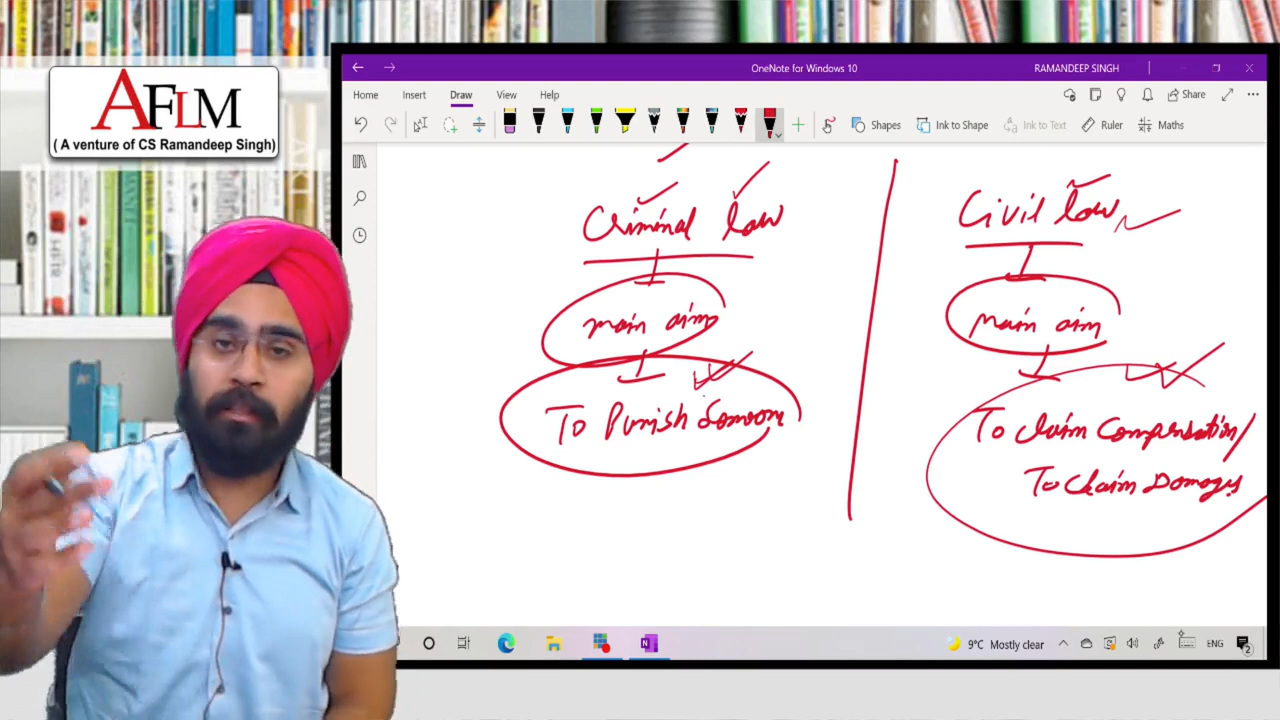 AFLM
( A venture of CS Ramandeep Singh)
OneNote for Windows 10
RAMANDEEP SINGH
Home Insert Draw View Help
Share
Shapes
Ink to Shape
Ink to Text
Ruler
Maths
Criminal law
main aim
To Punish Someone
Civil law
main aim
To Claim Compensation/
To Claim Damages
9°C Mostly clear
ENG
2